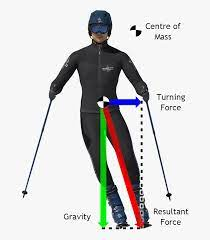 Centre of
Mass
Turning
Force
Gravity
Resultant
Force